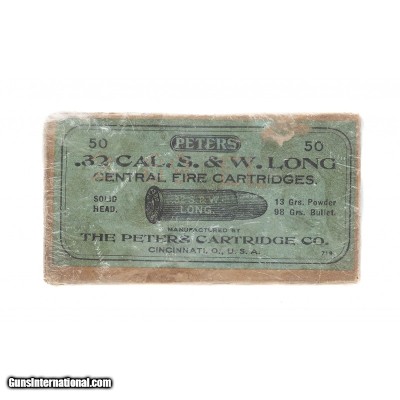 50 PETERS 50
.32 CAL. S. & W. LONG
CENTRAL FIRE CARTRIDGES.
SOLID HEAD.
.32 S & W. LONG.
13 Grs. Powder
98 Grs. Bullet.
MANUFACTURED BY
THE PETERS CARTRIDGE CO.
CINCINNATI, O., U. S. A.
GunsInternational.com